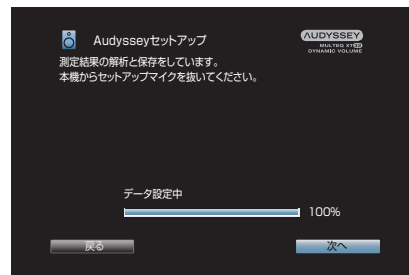 Audysseyセットアップ
AUDYSSEY
MULTEQ XT32
DYNAMIC VOLUME
測定結果の解析と保存をしています。
本機からセットアップマイクを抜いてください。
データ設定中
100%
戻る
次へ